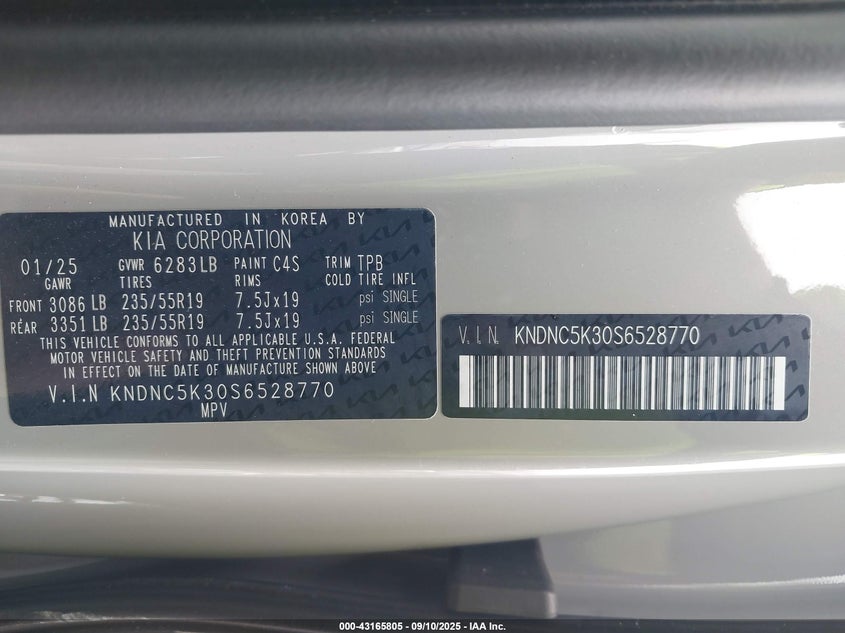 MANUFACTURED IN KOREA BY
KIA CORPORATION
01/25 GVWR 6283LB PAINT C4S TRIM TPB
GAWR TIRES RIMS COLD TIRE INFL
FRONT 3086 LB 235/55R19 7.5Jx19 psi SINGLE
REAR 3351 LB 235/55R19 7.5Jx19 psi SINGLE
THIS VEHICLE CONFORMS TO ALL APPLICABLE U.S.A. FEDERAL
MOTOR VEHICLE SAFETY AND THEFT PREVENTION STANDARDS
IN EFFECT ON THE DATE OF MANUFACTURE SHOWN ABOVE
V.I.N KNDNC5K30S6528770
MPV
V.I.N. KNDNC5K30S6528770
000-43165805 - 09/10/2025 - IAA Inc.